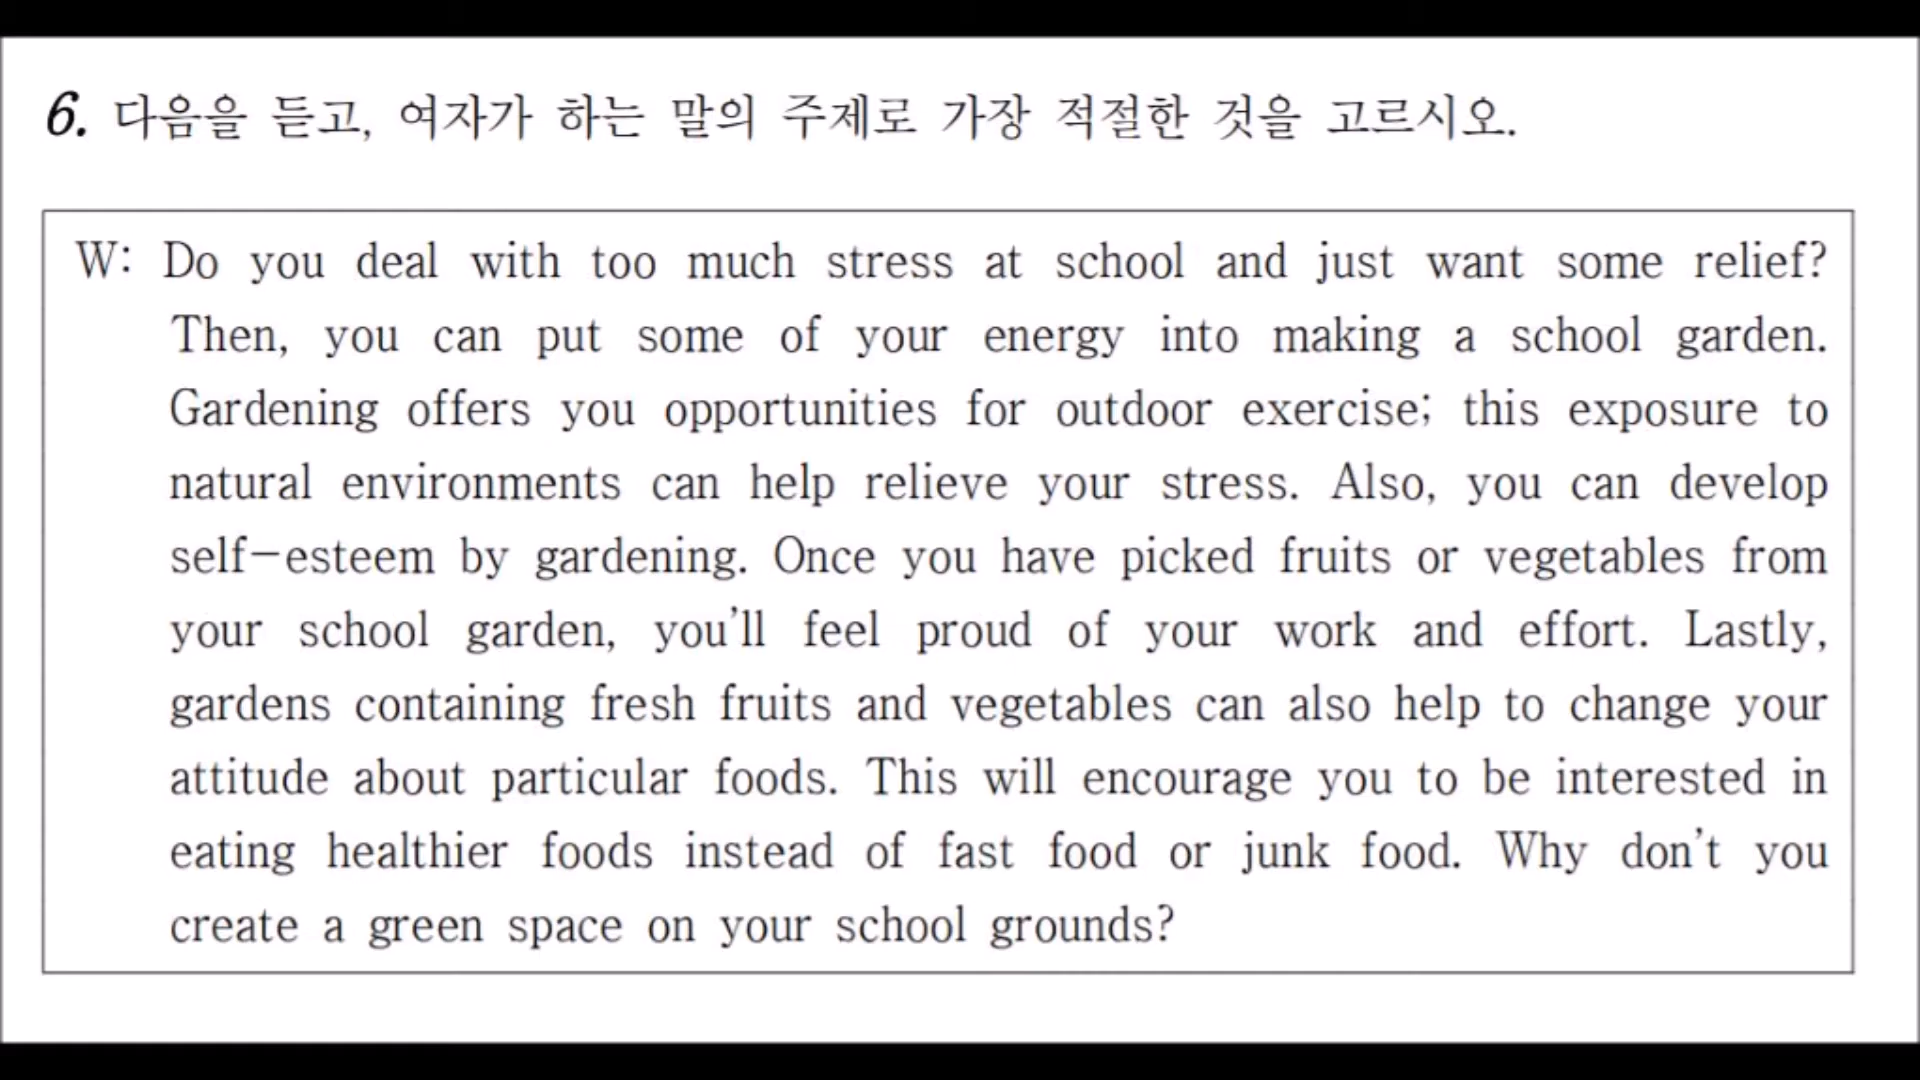 6. 다음을 듣고, 여자가 하는 말의 주제로 가장 적절한 것을 고르시오.
W: Do you deal with too much stress at school and just want some relief?
Then, you can put some of your energy into making a school garden.
Gardening offers you opportunities for outdoor exercise; this exposure to
natural environments can help relieve your stress. Also, you can develop
self-esteem by gardening. Once you have picked fruits or vegetables from
your school garden, you'll feel proud of your work and effort. Lastly,
gardens containing fresh fruits and vegetables can also help to change your
attitude about particular foods. This will encourage you to be interested in
eating healthier foods instead of fast food or junk food. Why don't you
create a green space on your school grounds?